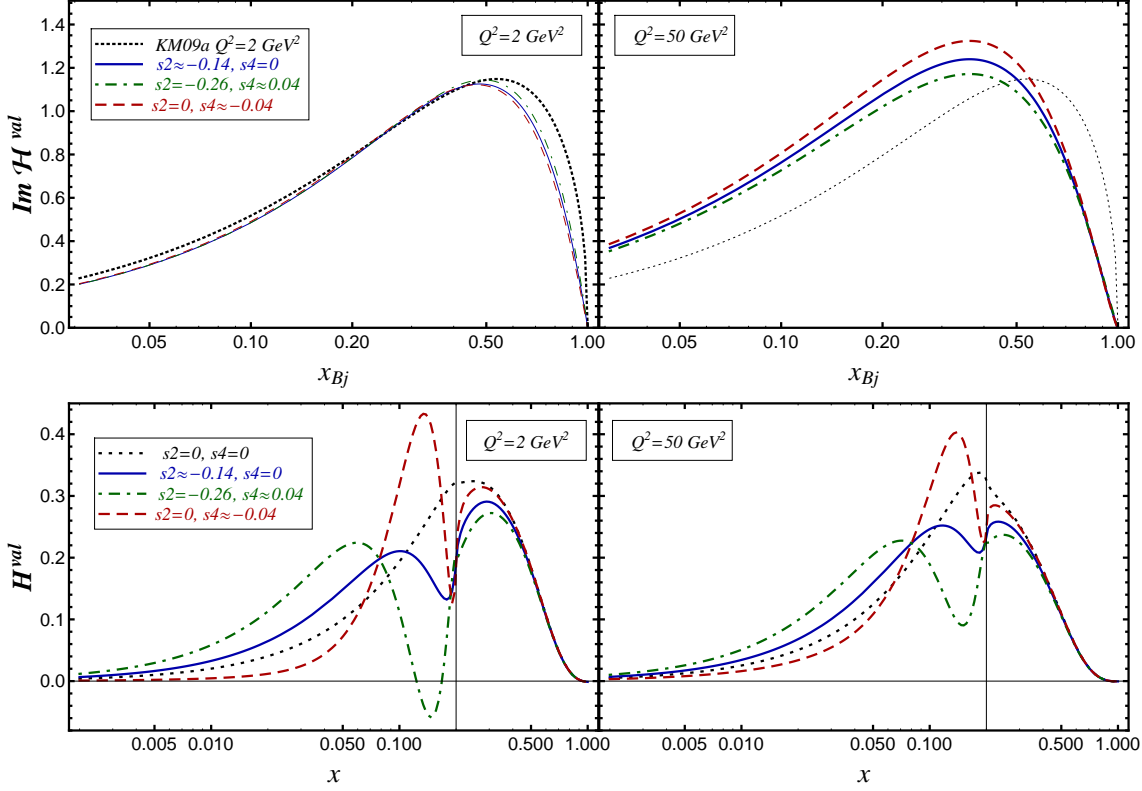 Im ℋ^val
1.4
1.2
1.0
0.8
0.6
0.4
0.2
0.0
KM09a Q²=2 GeV²
s2≈−0.14, s4=0
s2=−0.26, s4≈0.04
s2=0, s4≈−0.04
Q²=2 GeV²
Q²=50 GeV²
0.05 0.10 0.20 0.50 1.00
0.05 0.10 0.20 0.50 1.00
x_Bj
x_Bj
H^val
0.4
0.3
0.2
0.1
0.0
s2=0, s4=0
s2≈−0.14, s4=0
s2=−0.26, s4≈0.04
s2=0, s4≈−0.04
Q²=2 GeV²
Q²=50 GeV²
0.005 0.010 0.050 0.100 0.500 1.000
0.005 0.010 0.050 0.100 0.500 1.000
x
x